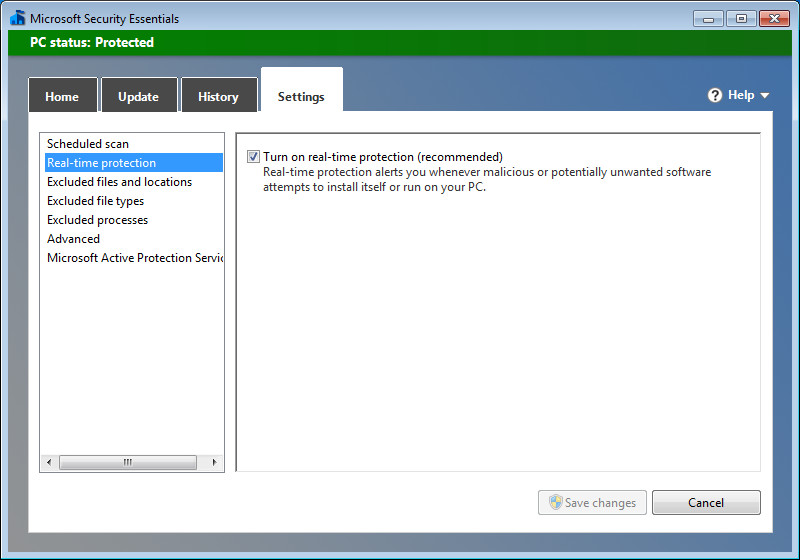 Microsoft Security Essentials
PC status: Protected
Home
Update
History
Settings
Help
Scheduled scan
Real-time protection
Excluded files and locations
Excluded file types
Excluded processes
Advanced
Microsoft Active Protection Servic
Turn on real-time protection (recommended)
Real-time protection alerts you whenever malicious or potentially unwanted software
attempts to install itself or run on your PC.
Save changes
Cancel